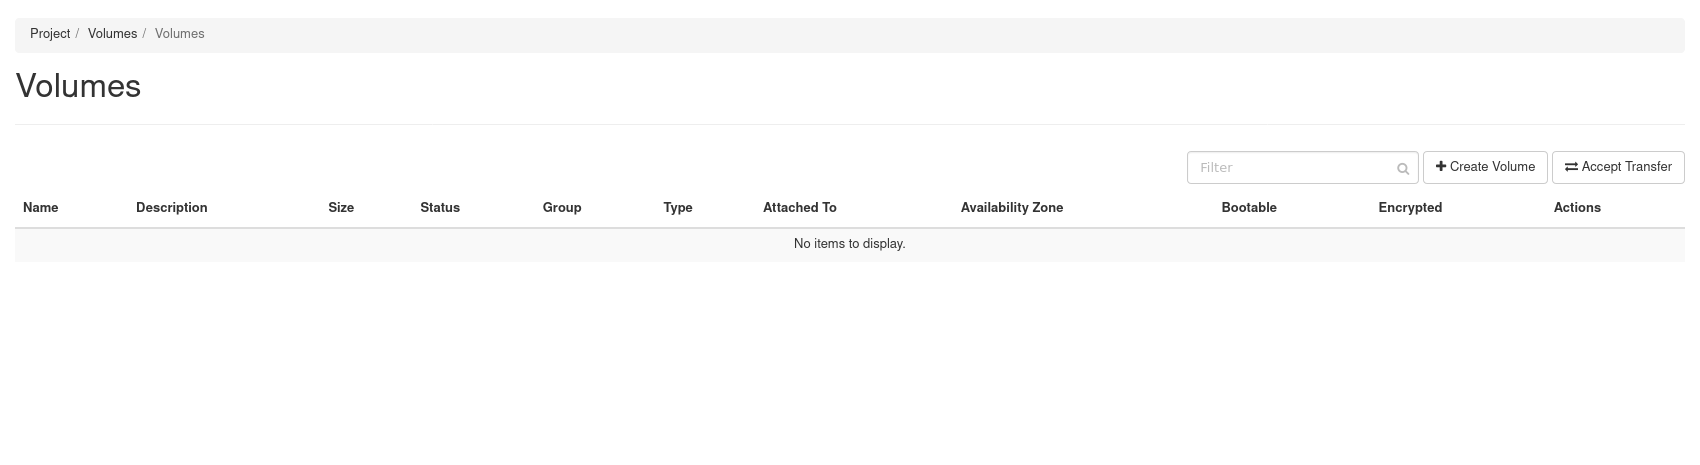 Project / Volumes / Volumes
Volumes
Filter Create Volume Accept Transfer
Name Description Size Status Group Type Attached To Availability Zone Bootable Encrypted Actions
No items to display.